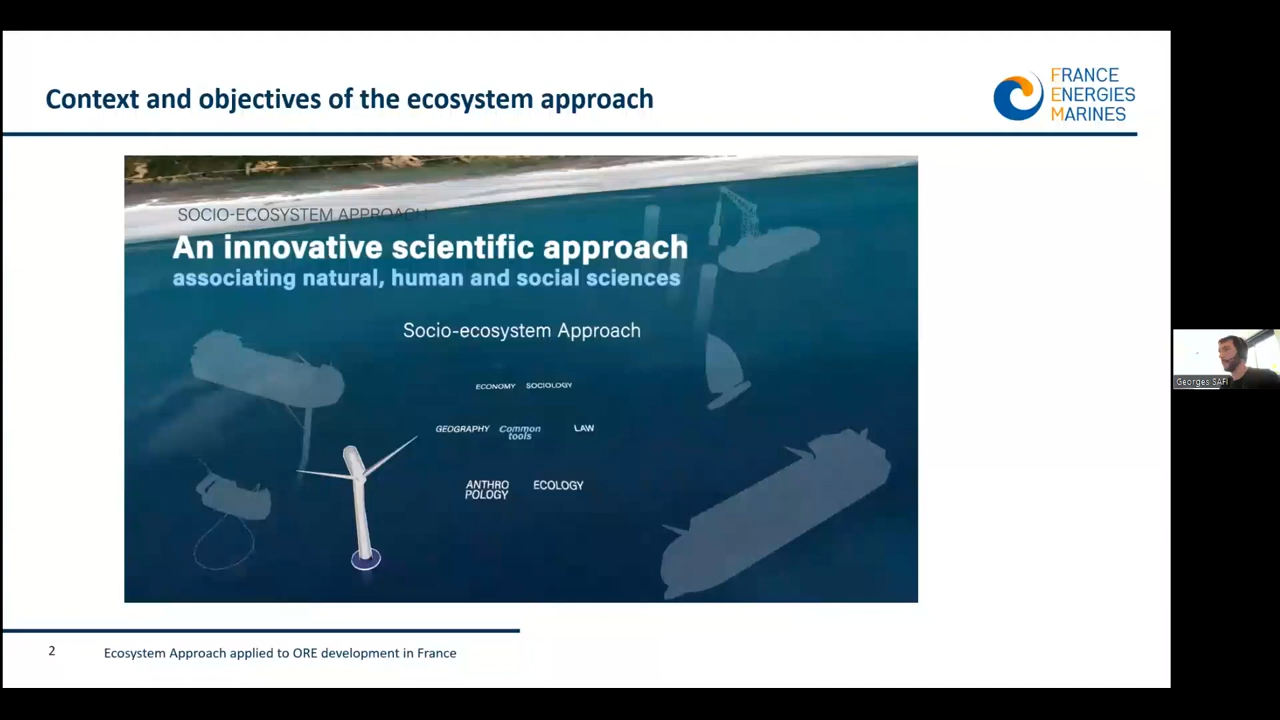 Context and objectives of the ecosystem approach
FRANCE
ENERGIES
MARINES
SOCIO-ECOSYSTEM APPROACH
An innovative scientific approach
associating natural, human and social sciences
Socio-ecosystem Approach
ECONOMY SOCIOLOGY
GEOGRAPHY Common tools LAW
ANTHRO
POLOGY
ECOLOGY
Georges SAFI
2
Ecosystem Approach applied to ORE development in France